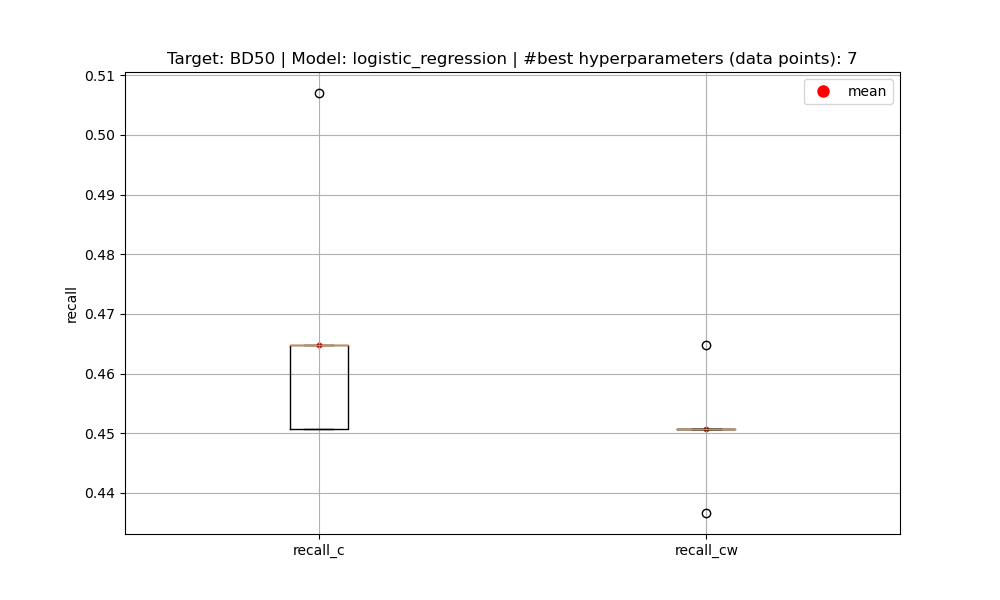 Target: BD50 | Model: logistic_regression | #best hyperparameters (data points): 7
mean
0.51
0.50
0.49
0.48
0.47
0.46
0.45
0.44
recall
recall_c
recall_cw